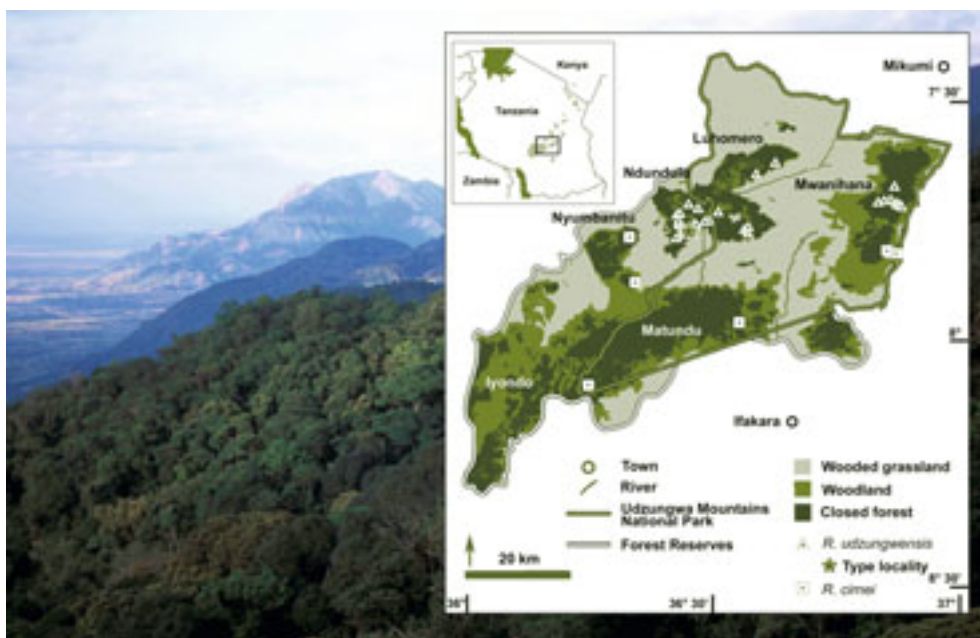 Kenya
Tanzania
Zambia
Mikumi
7° 30'
Luhomero
Ndundulu
Mwanihana
Nyumbanitu
Matundu
8°
Iyondo
Ifakara
Town
River
Udzungwa Mountains
National Park
Forest Reserves
20 km
Wooded grassland
Woodland
Closed forest
R. udzungwensis
Type locality
R. cimei
8° 30'
36°
36° 30'
37°